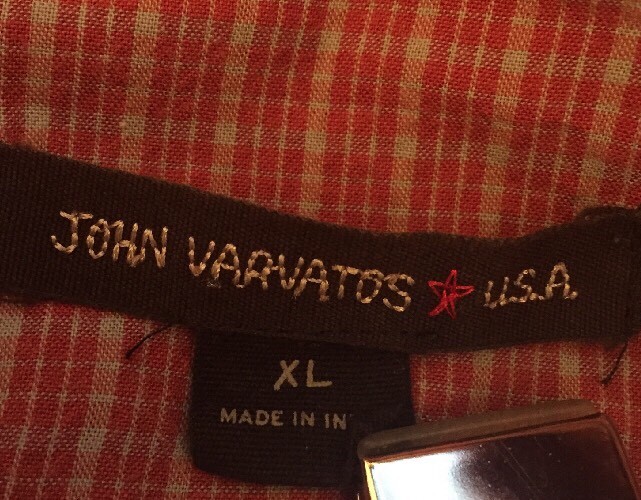 JOHN VARVATOS ★ U.S.A.
XL
MADE IN